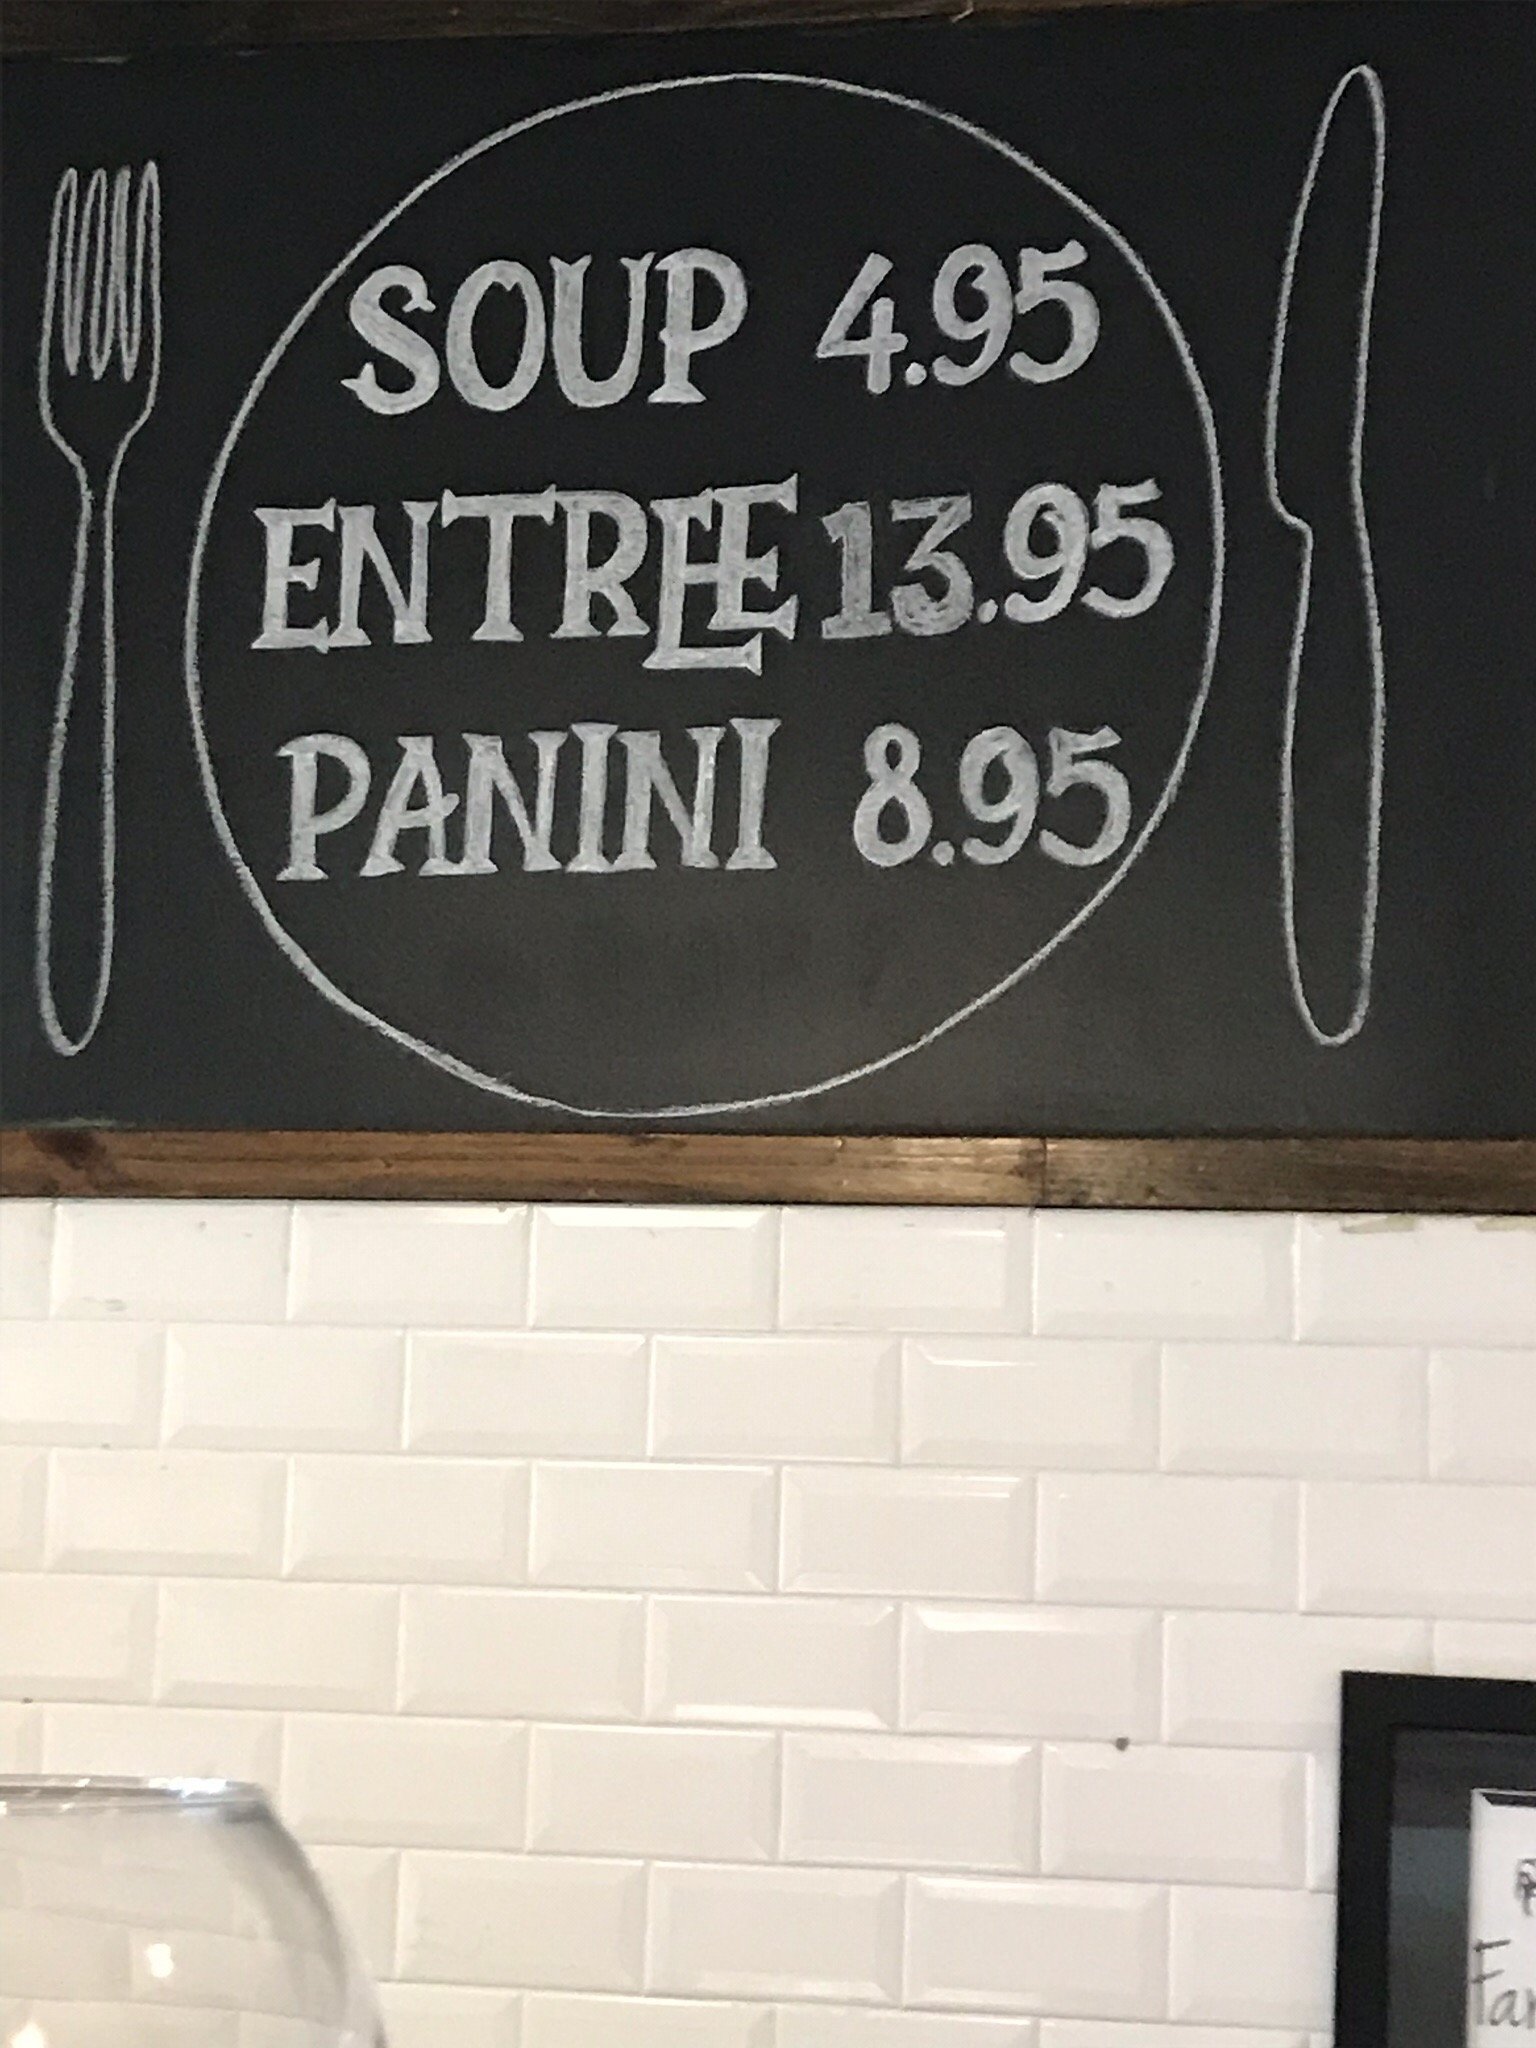 SOUP 4.95
ENTREE 13.95
PANINI 8.95